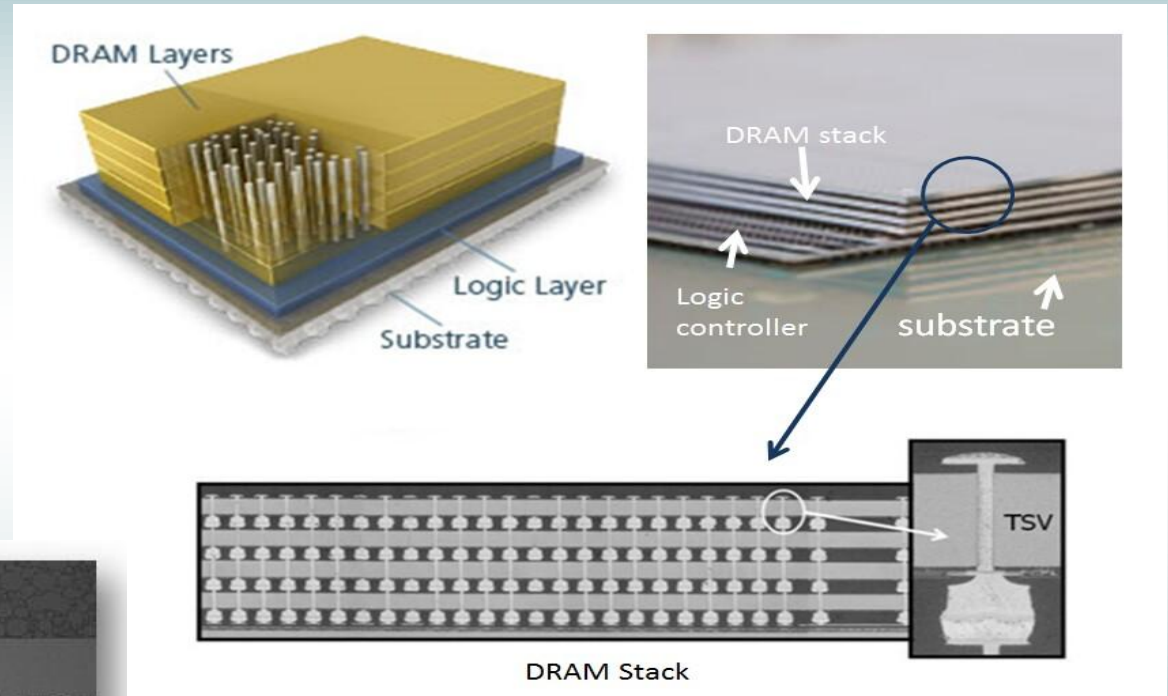 DRAM Layers
Logic Layer
Substrate
DRAM stack
Logic
controller
substrate
TSV
DRAM Stack